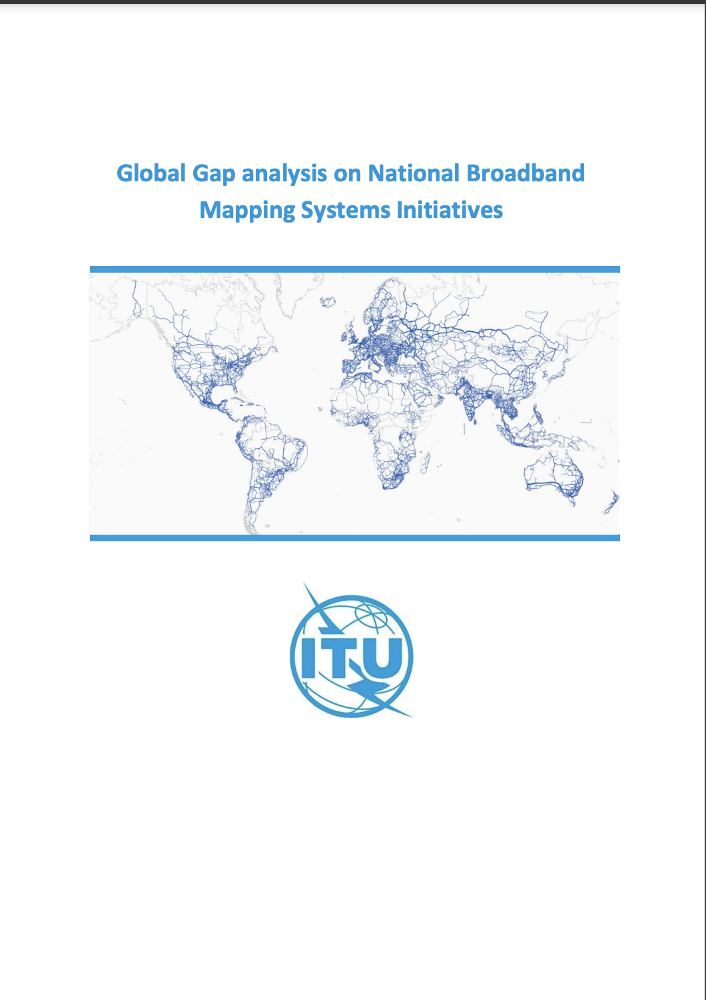 Global Gap analysis on National Broadband
Mapping Systems Initiatives
ITU